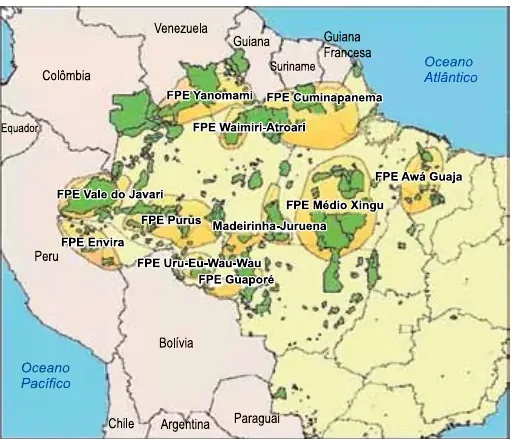 Venezuela
Guiana
Guiana
Francesa
Suriname
Oceano
Atlântico
Colômbia
FPE Yanomami
FPE Cuminapanema
Equador
FPE Waimiri-Atroari
FPE Awá Guaja
FPE Vale do Javari
FPE Médio Xingu
FPE Purus
Madeirinha-Juruena
FPE Envira
Peru
FPE Uru-Eu-Wau-Wau
FPE Guaporé
Bolívia
Oceano
Pacífico
Chile
Argentina
Paraguai